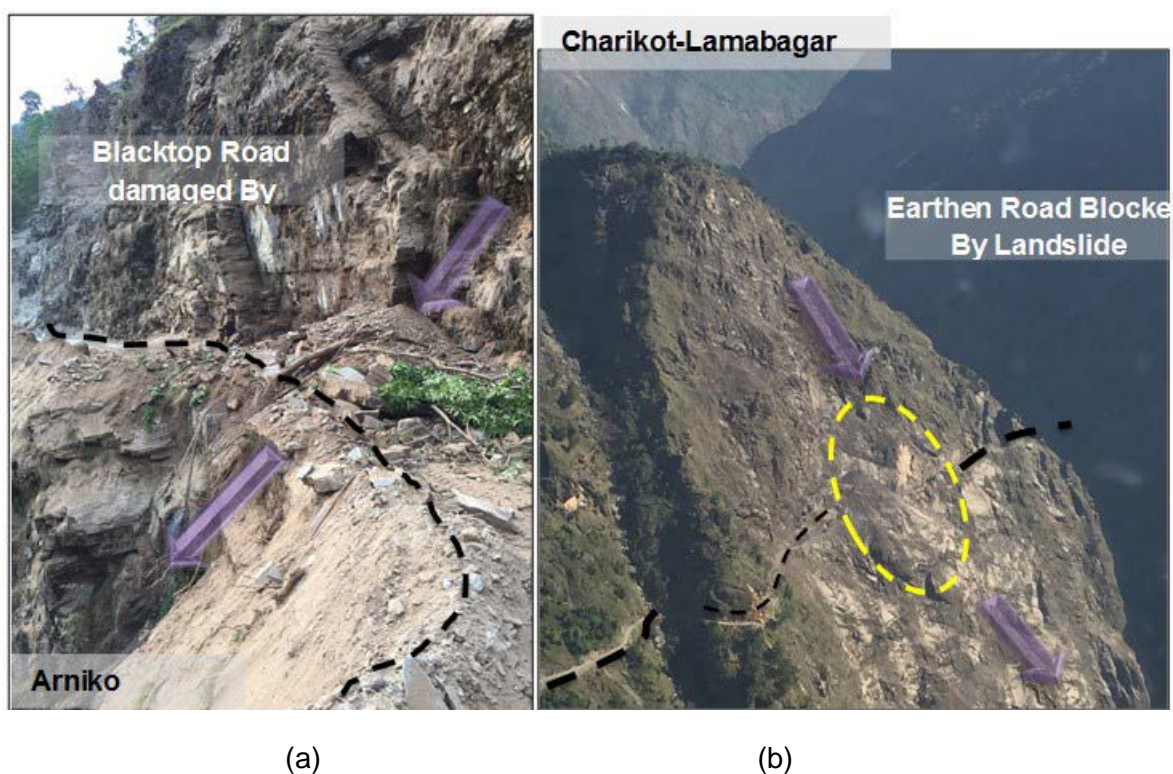 Charikot-Lamabagar
Blacktop Road
damaged By
Earthen Road Blocke
By Landslide
Arniko
(a)
(b)